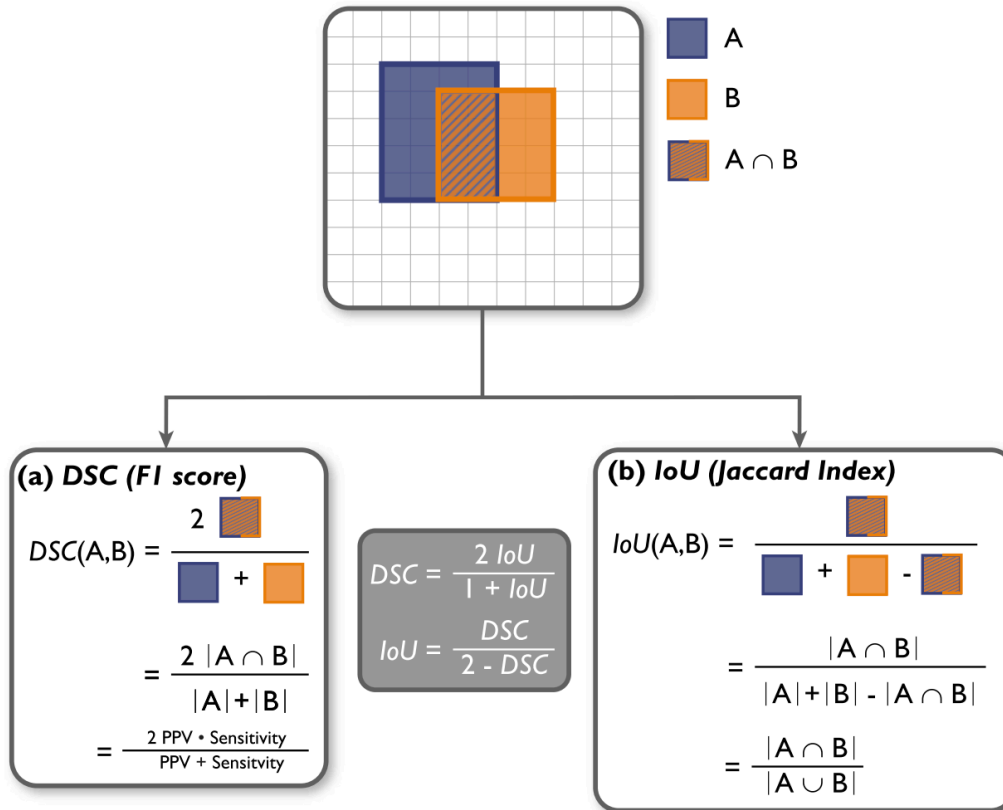 A
B
A ∩ B
(a) DSC (F1 score)
DSC(A,B) = 2 / +
= 2 |A ∩ B| / |A|+|B|
= 2 PPV • Sensitivity / PPV + Sensitvity
DSC = 2 IoU / 1 + IoU
IoU = DSC / 2 - DSC
(b) IoU (Jaccard Index)
IoU(A,B) = / + -
= |A ∩ B| / |A|+|B| - |A ∩ B|
= |A ∩ B| / |A ∪ B|